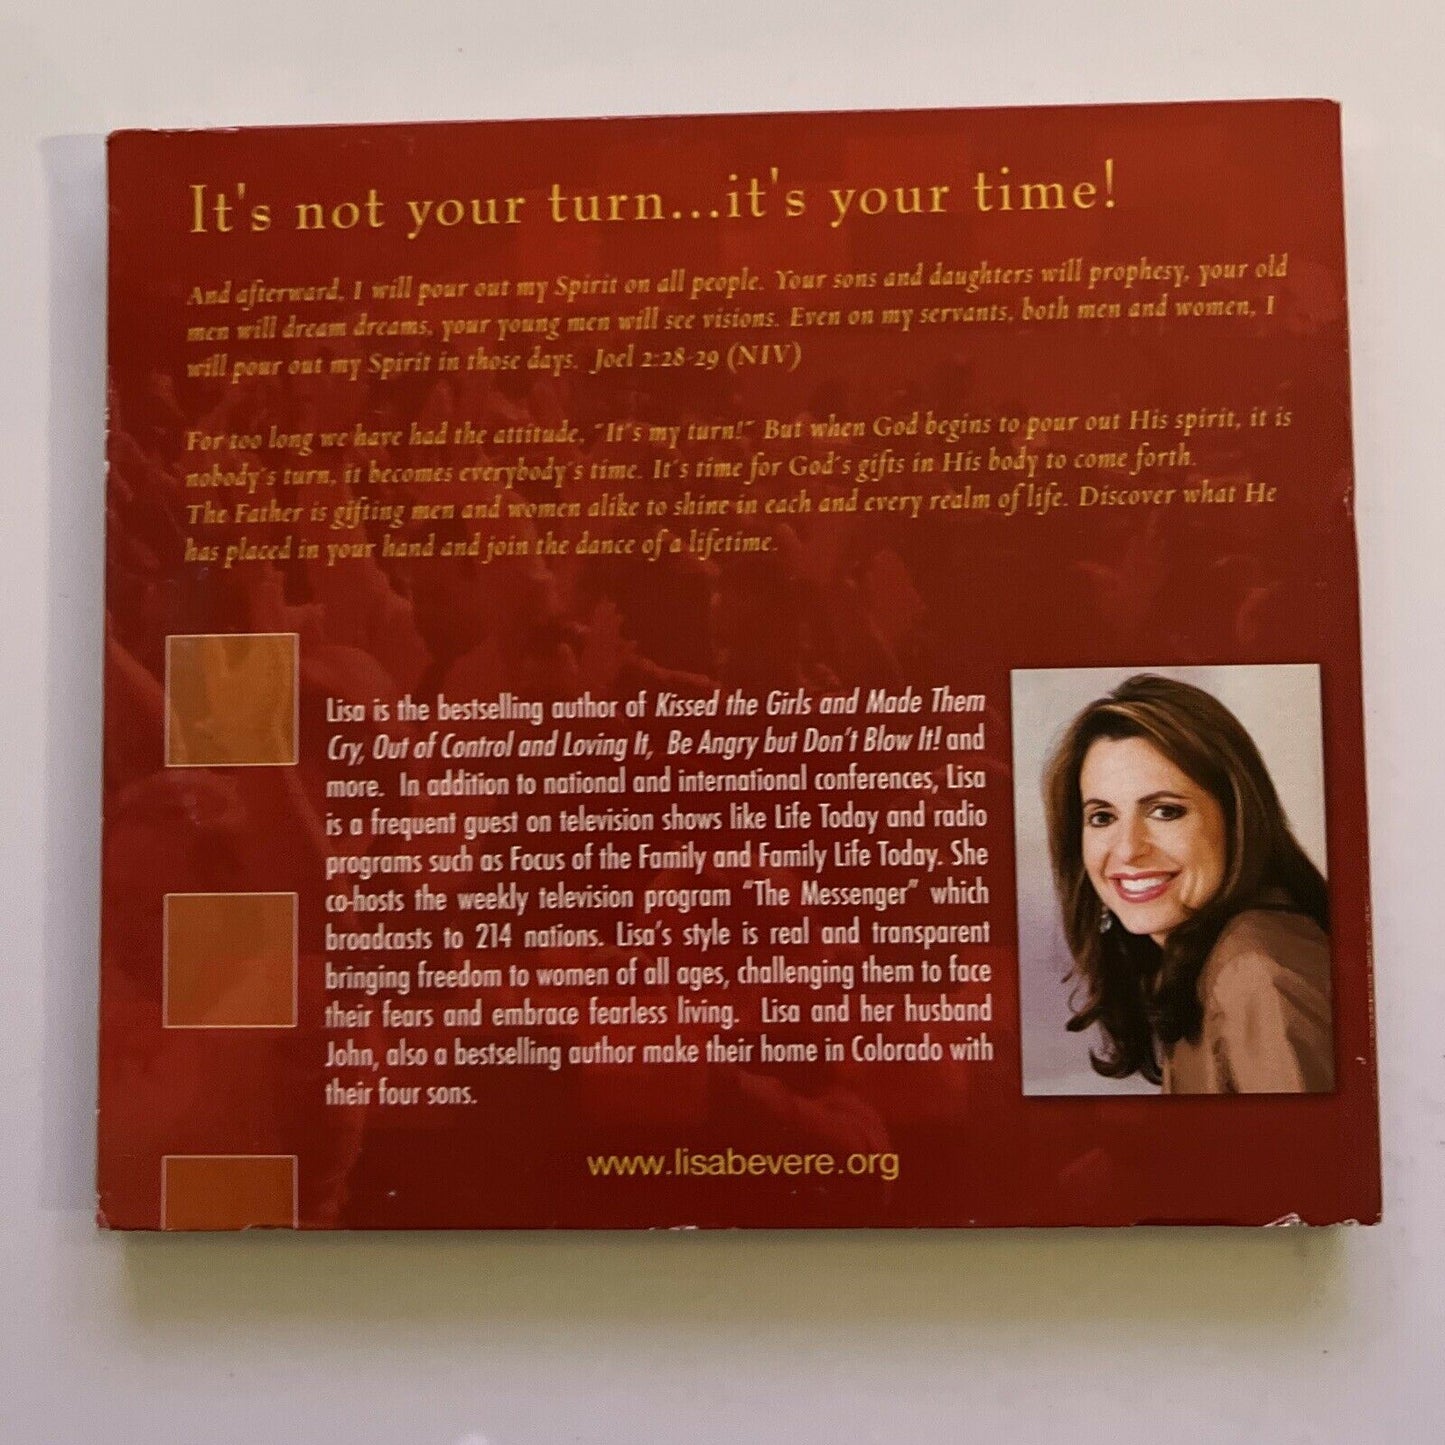 It's not your turn...it's your time!
And afterward, I will pour out my Spirit on all people. Your sons and daughters will prophesy, your old
men will dream dreams, your young men will see visions. Even on my servants, both men and women, I
will pour out my Spirit in those days. Joel 2:28-29 (NIV)
For too long we have had the attitude, "It's my turn!" But when God begins to pour out His spirit, it is
nobody's turn, it becomes everybody's time. It's time for God's gifts in His body to come forth.
The Father is gifting men and women alike to shine in each and every realm of life. Discover what He
has placed in your hand and join the dance of a lifetime.
Lisa is the bestselling author of Kissed the Girls and Made Them
Cry, Out of Control and Loving It, Be Angry but Don't Blow It! and
more. In addition to national and international conferences, Lisa
is a frequent guest on television shows like Life Today and radio
programs such as Focus of the Family and Family Life Today. She
co-hosts the weekly television program "The Messenger" which
broadcasts to 214 nations. Lisa's style is real and transparent
bringing freedom to women of all ages, challenging them to face
their fears and embrace fearless living. Lisa and her husband
John, also a bestselling author make their home in Colorado with
their four sons.
www.lisabevere.org